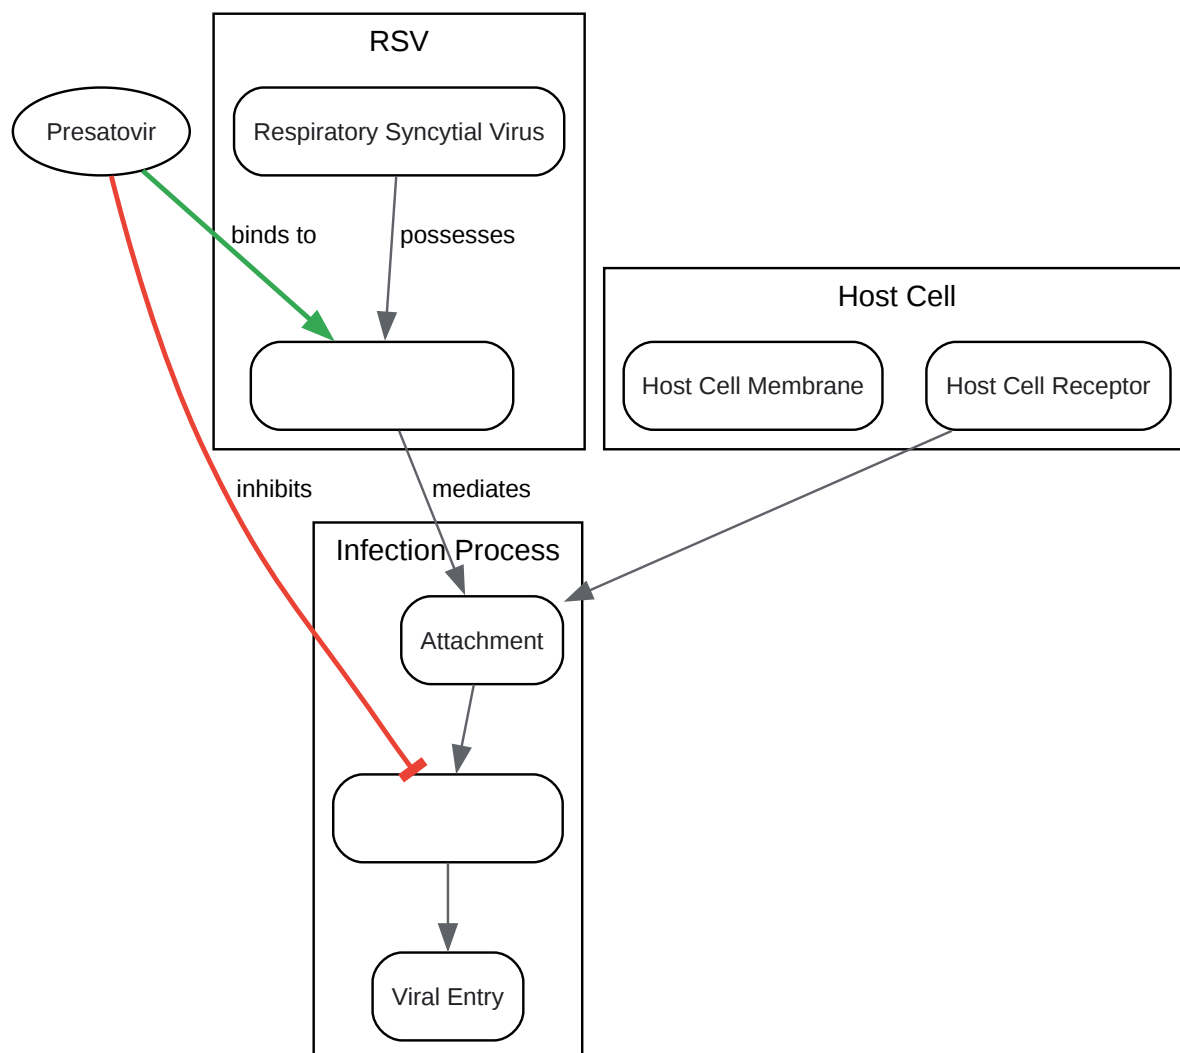 RSV
Presatovir
Respiratory Syncytial Virus
binds to
possesses
Host Cell
Host Cell Membrane
Host Cell Receptor
inhibits
mediates
Infection Process
Attachment
Viral Entry